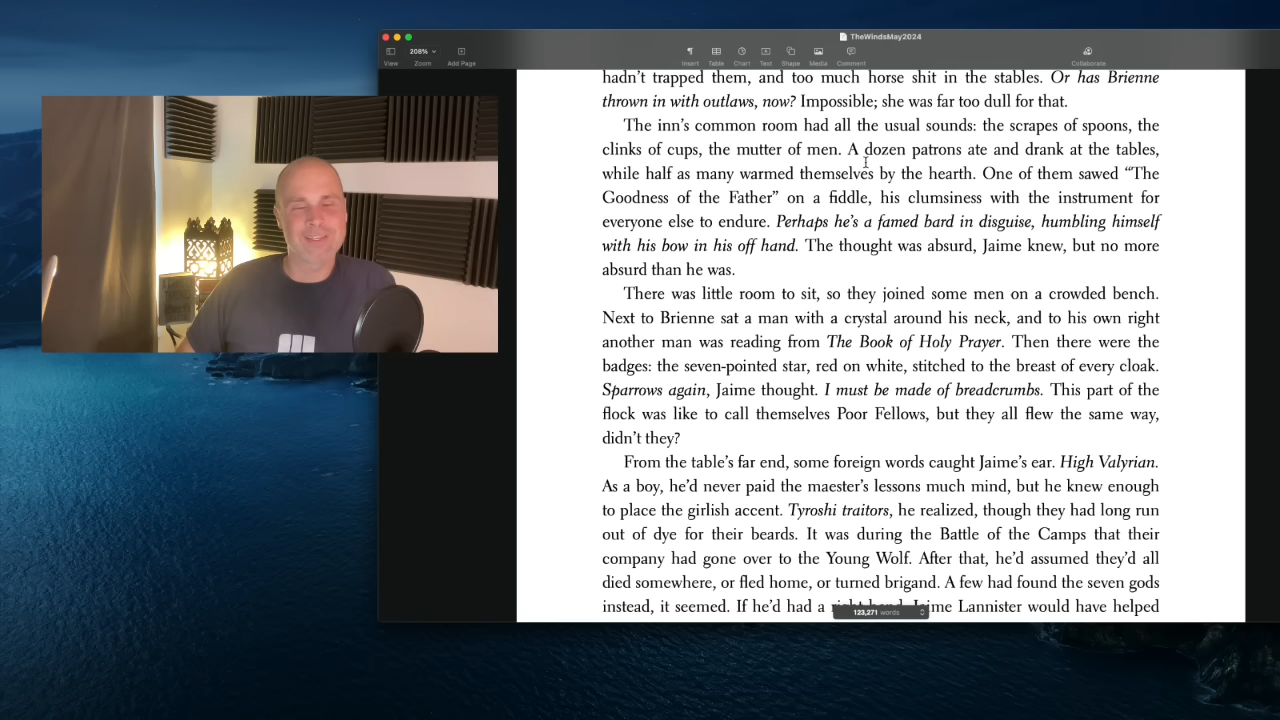 TheWindsMay2024
208%
View
Zoom
Add Page
Insert
Table
Chart
Text
Shape
Media
Comment
Collaborate
hadn't trapped them, and too much horse shit in the stables. Or has Brienne
thrown in with outlaws, now? Impossible; she was far too dull for that.
The inn's common room had all the usual sounds: the scrapes of spoons, the
clinks of cups, the mutter of men. A dozen patrons ate and drank at the tables,
while half as many warmed themselves by the hearth. One of them sawed “The
Goodness of the Father” on a fiddle, his clumsiness with the instrument for
everyone else to endure. Perhaps he's a famed bard in disguise, humbling himself
with his bow in his off hand. The thought was absurd, Jaime knew, but no more
absurd than he was.
There was little room to sit, so they joined some men on a crowded bench.
Next to Brienne sat a man with a crystal around his neck, and to his own right
another man was reading from The Book of Holy Prayer. Then there were the
badges: the seven-pointed star, red on white, stitched to the breast of every cloak.
Sparrows again, Jaime thought. I must be made of breadcrumbs. This part of the
flock was like to call themselves Poor Fellows, but they all flew the same way,
didn't they?
From the table's far end, some foreign words caught Jaime's ear. High Valyrian.
As a boy, he'd never paid the maester's lessons much mind, but he knew enough
to place the girlish accent. Tyroshi traitors, he realized, though they had long run
out of dye for their beards. It was during the Battle of the Camps that their
company had gone over to the Young Wolf. After that, he'd assumed they'd all
died somewhere, or fled home, or turned brigand. A few had found the seven gods
instead, it seemed. If he'd had a right hand, Jaime Lannister would have helped
123,271 words